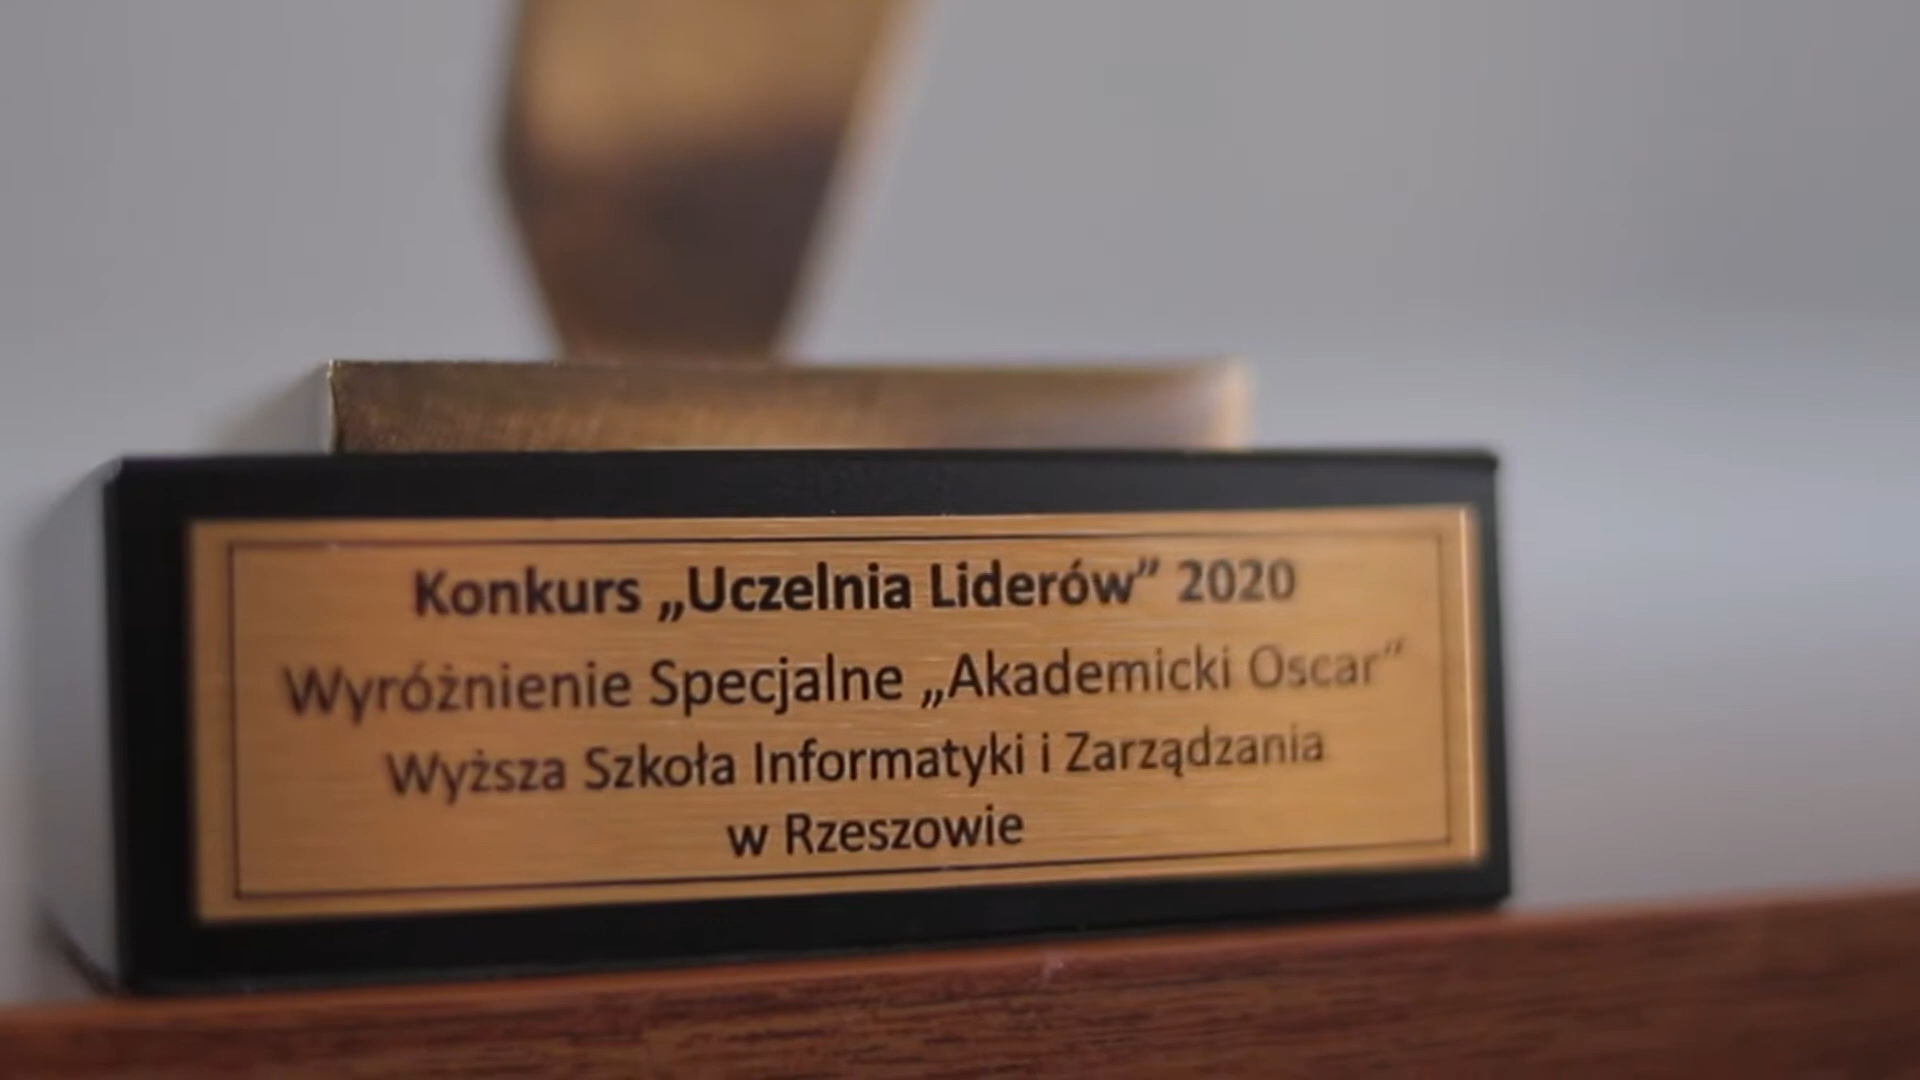 Konkurs „Uczelnia Liderów” 2020
Wyróżnienie Specjalne „Akademicki Oscar“
Wyższa Szkoła Informatyki i Zarządzania
w Rzeszowie